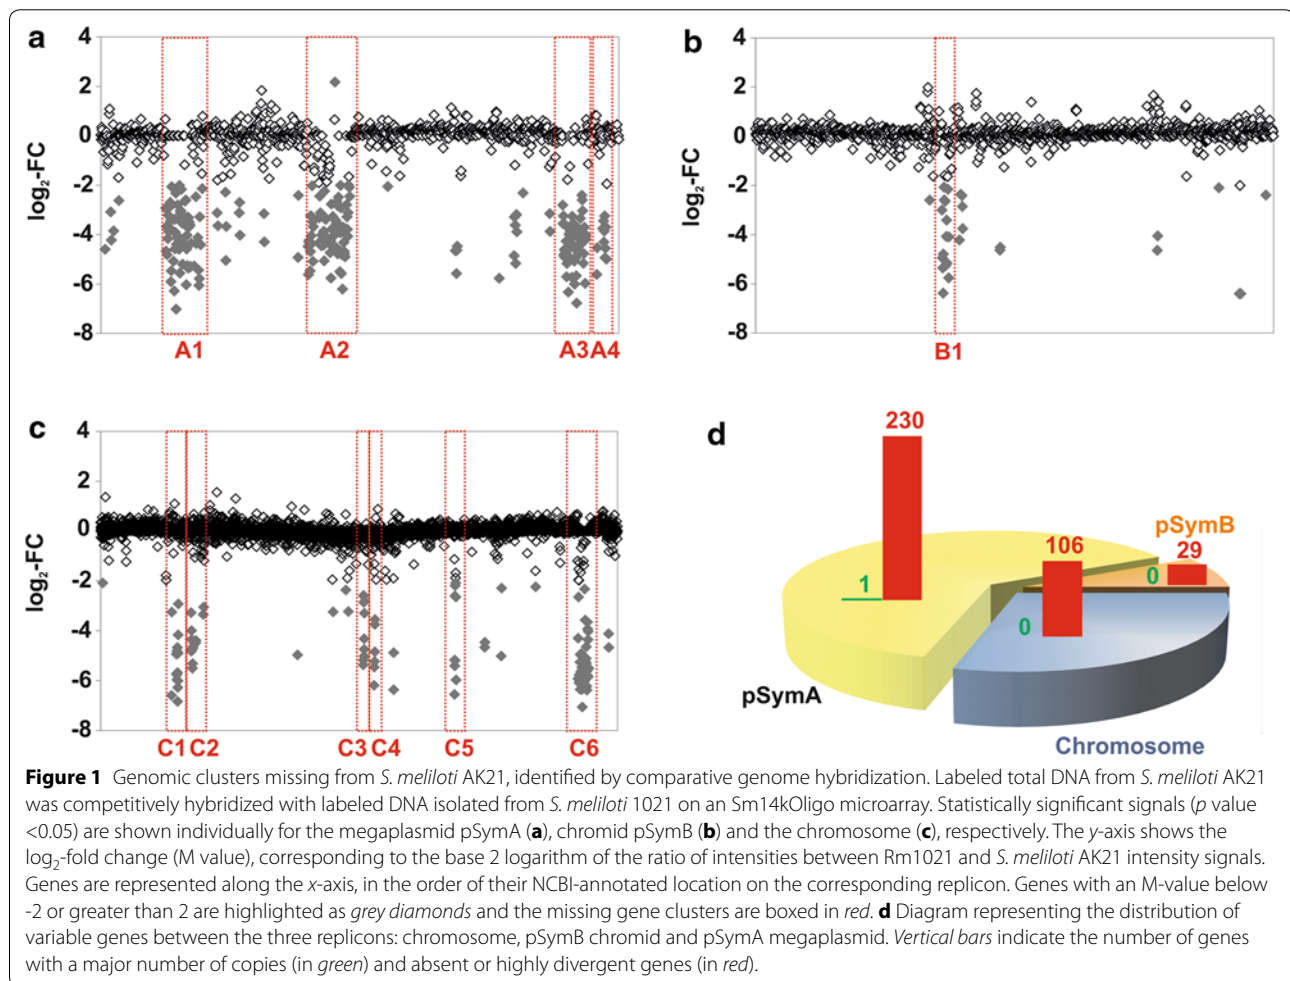 a
4
2
0
-2
-4
-6
-8
log2-FC
A1
A2
A3
A4
b
4
2
0
-2
-4
-6
-8
log2-FC
B1
c
4
2
0
-2
-4
-6
-8
log2-FC
C1
C2
C3
C4
C5
C6
d
230
1
pSymA
106
0
Chromosome
pSymB
29
0
Figure 1 Genomic clusters missing from S. meliloti AK21, identified by comparative genome hybridization. Labeled total DNA from S. meliloti AK21
was competitively hybridized with labeled DNA isolated from S. meliloti 1021 on an Sm14kOligo microarray. Statistically significant signals (p value
<0.05) are shown individually for the megaplasmid pSymA (a), chromid pSymB (b) and the chromosome (c), respectively. The y-axis shows the
log2-fold change (M value), corresponding to the base 2 logarithm of the ratio of intensities between Rm1021 and S. meliloti AK21 intensity signals.
Genes are represented along the x-axis, in the order of their NCBI-annotated location on the corresponding replicon. Genes with an M-value below
-2 or greater than 2 are highlighted as grey diamonds and the missing gene clusters are boxed in red. d Diagram representing the distribution of
variable genes between the three replicons: chromosome, pSymB chromid and pSymA megaplasmid. Vertical bars indicate the number of genes
with a major number of copies (in green) and absent or highly divergent genes (in red).